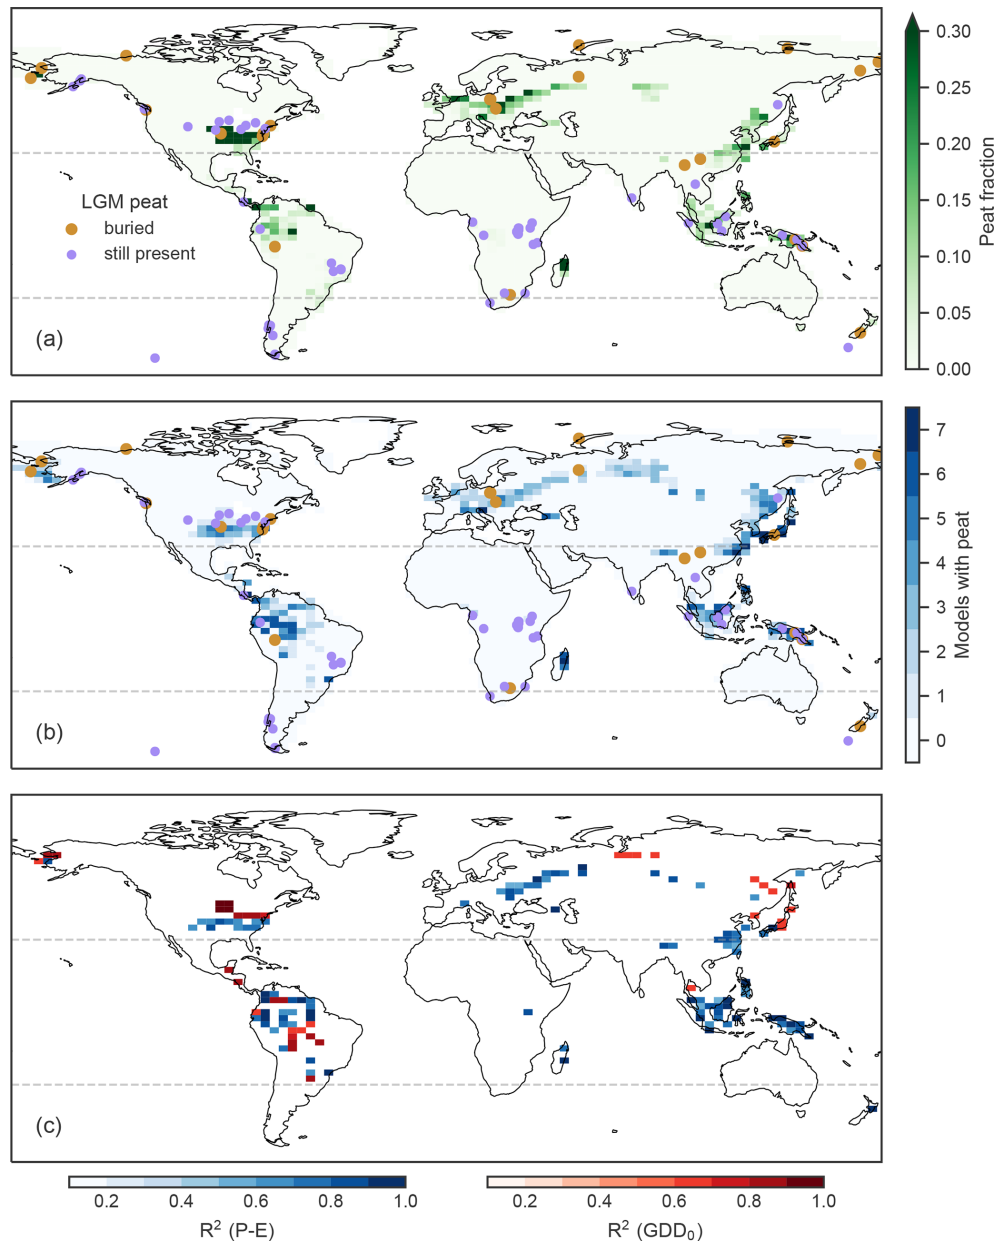 LGM peat
buried
still present
(a)
0.30
0.25
0.20
0.15
0.10
0.05
0.00
Peat fraction
(b)
7
6
5
4
3
2
1
0
Models with peat
(c)
0.2 0.4 0.6 0.8 1.0
R² (P-E)
0.2 0.4 0.6 0.8 1.0
R² (GDD₀)